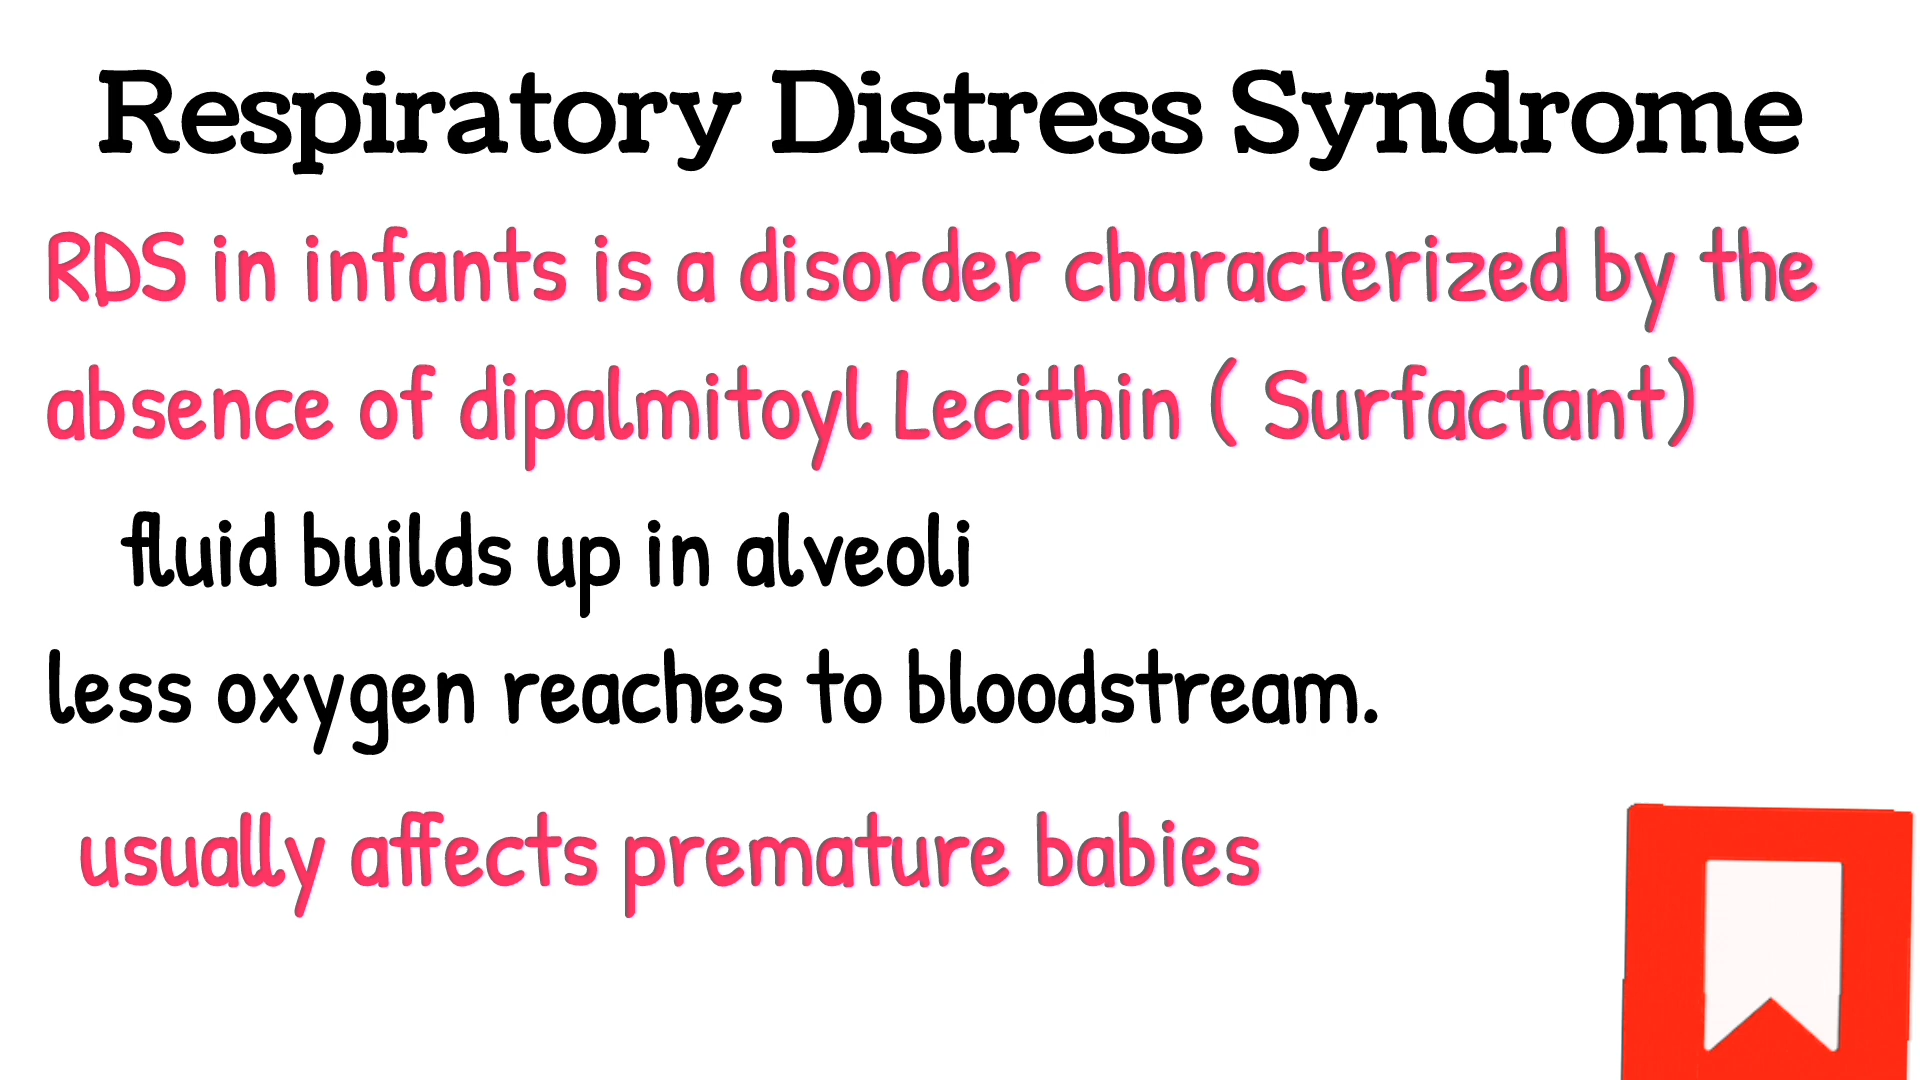 Respiratory Distress Syndrome
RDS in infants is a disorder characterized by the
absence of dipalmitoyl Lecithin ( Surfactant)
fluid builds up in alveoli
less oxygen reaches to bloodstream.
usually affects premature babies